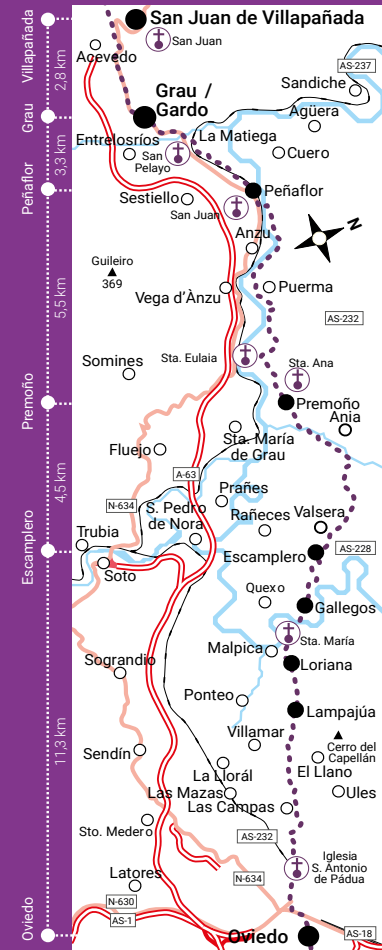 Villapañada
2,8 km
Grau
3,3 km
Peñaflor
5,5 km
Premoño
4,5 km
Escamplero
11,3 km
Oviedo
San Juan de Villapañada
San Juan
Acevedo
AS-237
Sandiche
Grau /
Gardo
Agüera
La Matiega
Entrelosríos
Cuero
San
Pelayo
Peñaflor
Sestiello
San Juan
N
Anzu
Guileiro
369
Puerma
Vega d’Ànzu
AS-232
Sta. Eulaia
Sta. Ana
Somines
Premoño
Ania
Sta. María
de Grau
Fluejo
A-63
Prañes
N-634
S. Pedro
de Nora
Rañeces
Valsera
Trubia
Escamplero
AS-228
Soto
Quexo
Gallegos
Sta. María
Malpica
Sograndio
Loriana
Ponteo
Lampajúa
Villamar
Cerro del
Capellán
Sendín
La Llorál
El Llano
Las Mazas
Ules
Las Campas
Sto. Medero
AS-232
Iglesia
S. Antonio
de Pádua
Latores
N-634
N-630
AS-1
Oviedo
AS-18